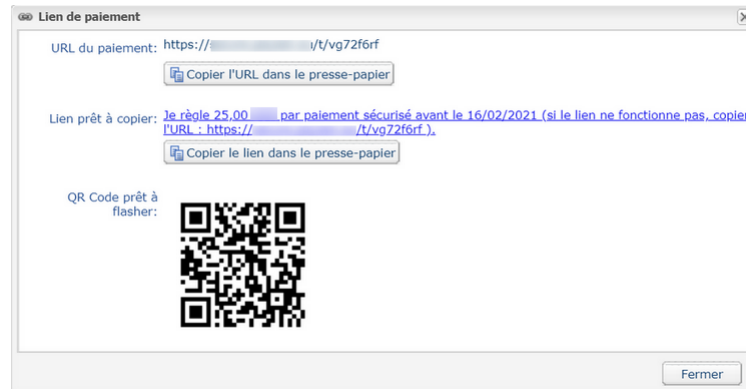 Lien de paiement
URL du paiement: https:// /t/vg72f6rf
Copier l'URL dans le presse-papier
Lien prêt à copier: Je règle 25,00 par paiement sécurisé avant le 16/02/2021 (si le lien ne fonctionne pas, copier
l'URL : https:// /t/vg72f6rf ).
Copier le lien dans le presse-papier
QR Code prêt à
flasher:
Fermer